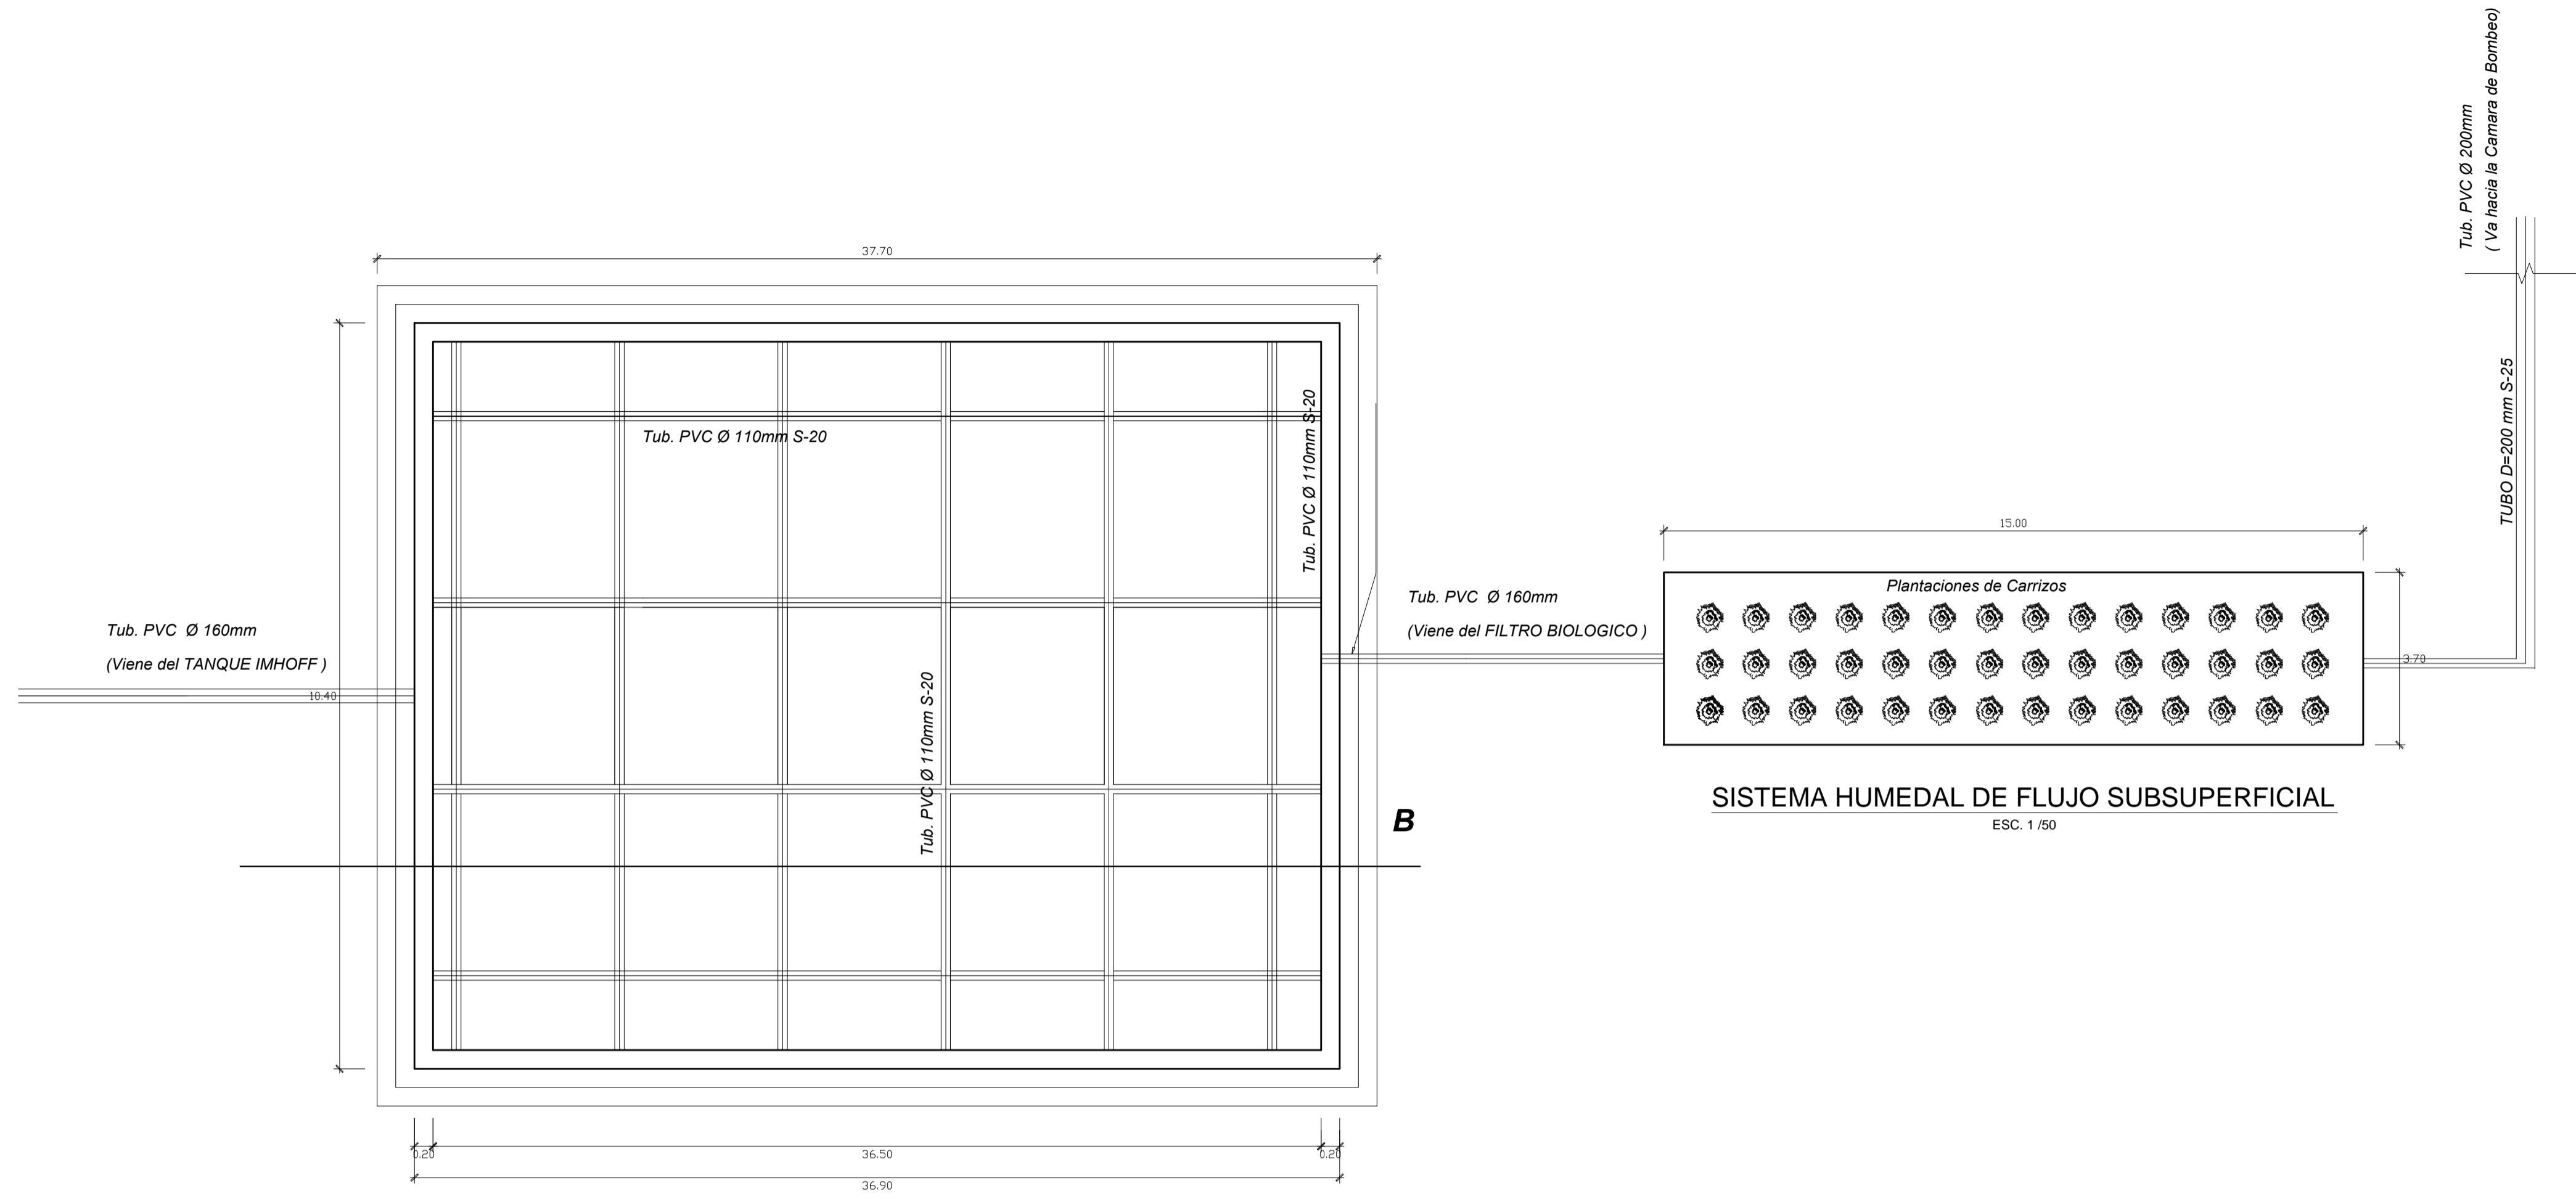 Tub. PVC Ø 200mm
( Va hacia la Camara de Bombeo)
37.70
Tub. PVC Ø 110mm S-20
Tub. PVC Ø 110mm S-20
TUBO D=200 mm S-25
15.00
Plantaciones de Carrizos
Tub. PVC Ø 160mm
(Viene del FILTRO BIOLOGICO )
Tub. PVC Ø 160mm
(Viene del TANQUE IMHOFF )
3.70
10.40
Tub. PVC Ø 110mm S-20
SISTEMA HUMEDAL DE FLUJO SUBSUPERFICIAL
ESC. 1 /50
B
0.20
36.50
0.20
36.90